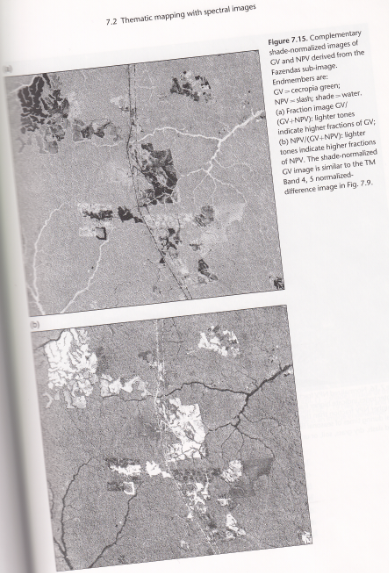 7.2 Thematic mapping with spectral images
(a)
Figure 7.15. Complementary
shade-normalized images of
GV and NPV derived from the
Fazendas sub-image.
Endmembers are:
GV = cecropia green;
NPV = slash; shade = water.
(a) Fraction image GV/
(GV+NPV): lighter tones
indicate higher fractions of GV;
(b) NPV/(GV+NPV): lighter
tones indicate higher fractions
of NPV. The shade-normalized
GV image is similar to the TM
Band 4, 5 normalized-
difference image in Fig. 7.9.
(b)